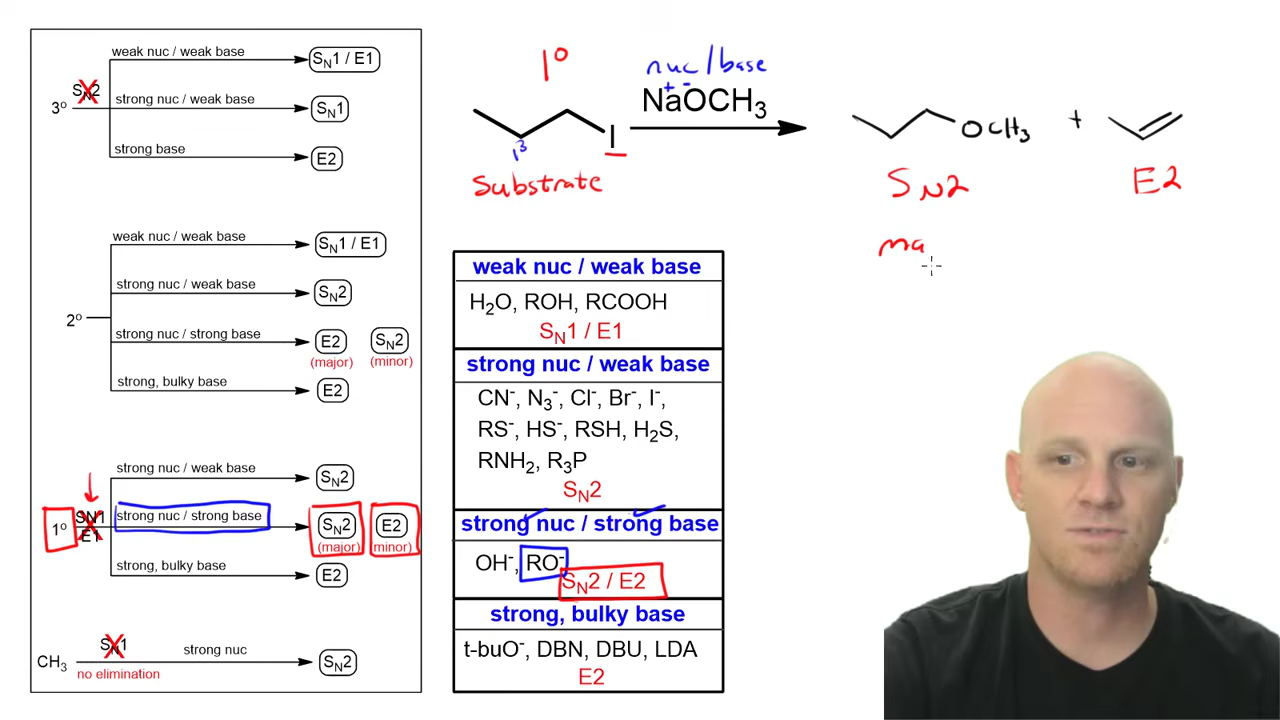 weak nuc / weak base
SN1 / E1
SN2
3º
strong nuc / weak base
SN1
strong base
E2
weak nuc / weak base
SN1 / E1
strong nuc / weak base
SN2
2º
strong nuc / strong base
E2
SN2
(major)
(minor)
strong, bulky base
E2
strong nuc / weak base
SN2
1º
SN1
E1
strong nuc / strong base
SN2
E2
(major)
(minor)
strong, bulky base
E2
CH3
SN1
strong nuc
SN2
no elimination
1º
nuc/base
+ -
NaOCH3
I
β
Substrate
OCH3
+
SN2
E2
ma
weak nuc / weak base
H2O, ROH, RCOOH
SN1 / E1
strong nuc / weak base
CN-, N3-, Cl-, Br-, I-,
RS-, HS-, RSH, H2S,
RNH2, R3P
SN2
strong nuc / strong base
OH-, RO-
SN2 / E2
strong, bulky base
t-buO-, DBN, DBU, LDA
E2